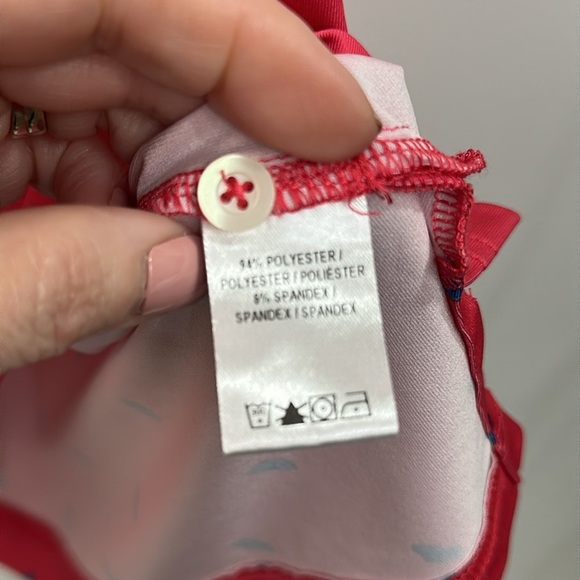 94% POLYESTER /
POLYESTER / POLIÉSTER
6% SPANDEX /
SPANDEX / SPANDEX